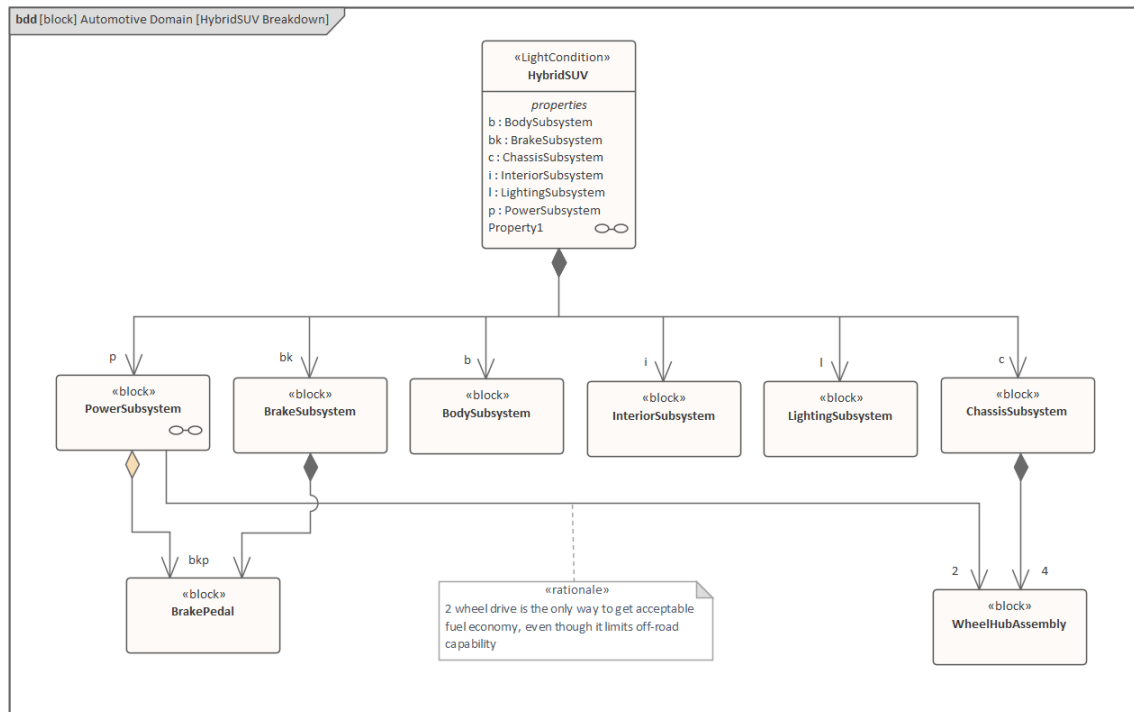 bdd [block] Automotive Domain [HybridSUV Breakdown]
«LightCondition»
HybridSUV
properties
b : BodySubsystem
bk : BrakeSubsystem
c : ChassisSubsystem
i : InteriorSubsystem
l : LightingSubsystem
p : PowerSubsystem
Property1
p
bk
b
i
l
c
«block»
PowerSubsystem
«block»
BrakeSubsystem
«block»
BodySubsystem
«block»
InteriorSubsystem
«block»
LightingSubsystem
«block»
ChassisSubsystem
bkp
2
4
«block»
BrakePedal
«rationale»
2 wheel drive is the only way to get acceptable
fuel economy, even though it limits off-road
capability
«block»
WheelHubAssembly